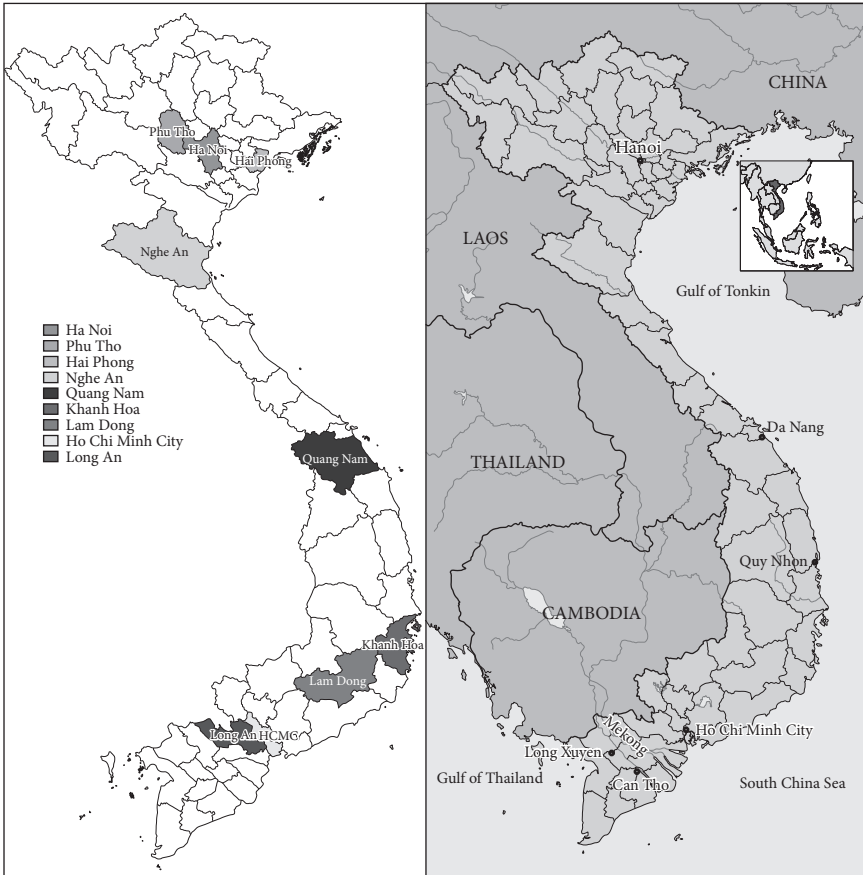 Phu Tho
Ha Noi
Hai Phong
Nghe An
Ha Noi
Phu Tho
Hai Phong
Nghe An
Quang Nam
Khanh Hoa
Lam Dong
Ho Chi Minh City
Long An
Quang Nam
Khanh Hoa
Lam Dong
Long An HCMC
CHINA
Hanoi
LAOS
Gulf of Tonkin
Da Nang
THAILAND
Quy Nhon
CAMBODIA
Mekong
Ho Chi Minh City
Long Xuyen
Gulf of Thailand
Can Tho
South China Sea